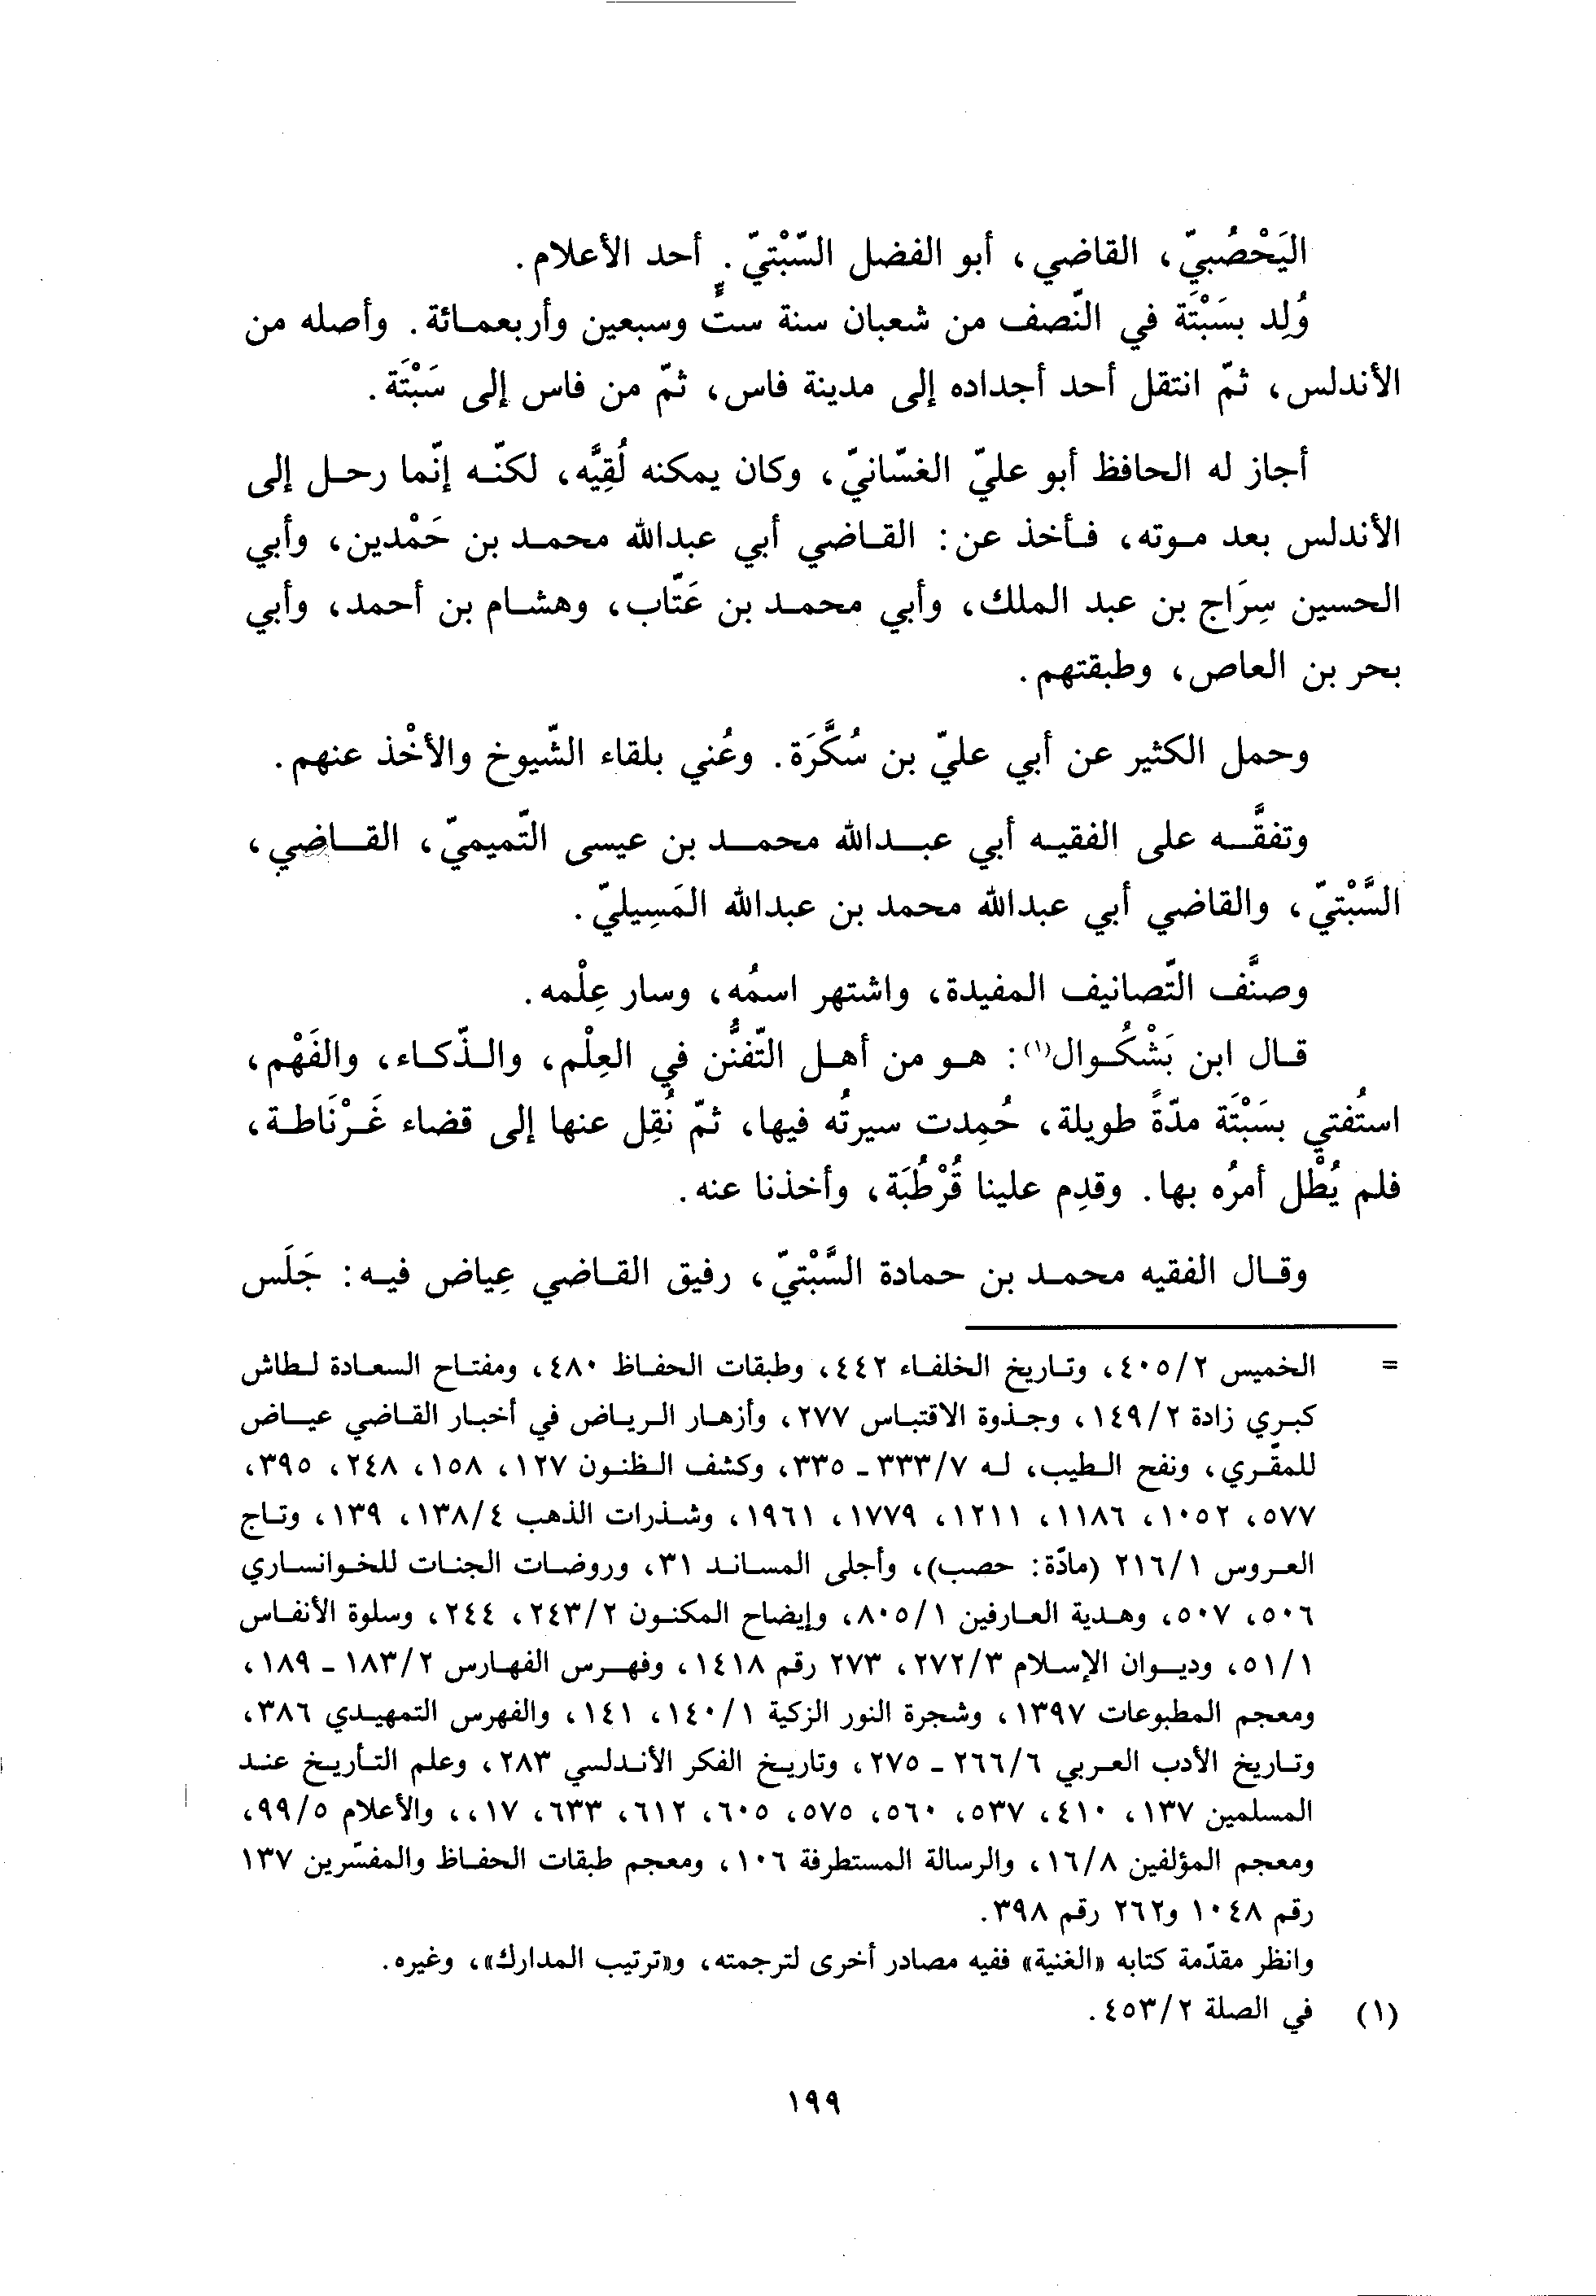 اليَحْصُبيّ، القاضي، أبو الفضل السّبْتيّ. أحد الأعلام.
وُلِد بسَبْتَة في النّصف من شعبان سنة ستٍّ وسبعين وأربعمائة. وأصله من
الأندلس، ثمّ انتقل أحد أجداده إلى مدينة فاس، ثمّ من فاس إلى سَبْتَة.
أجاز له الحافظ أبو عليّ الغسّانيّ، وكان يمكنه لُقِيَّه، لكنّه إنّما رحل إلى
الأندلس بعد موته، فأخذ عن: القاضي أبي عبدالله محمد بن حَمْدين، وأبي
الحسين سِرَاج بن عبد الملك، وأبي محمد بن عَتّاب، وهشام بن أحمد، وأبي
بحر بن العاص، وطبقتهم.
وحمل الكثير عن أبي عليّ بن سُكَّرَة. وعُني بلقاء الشّيوخ والأخْذ عنهم.
وتفقَّه على الفقيه أبي عبدالله محمد بن عيسى التّميميّ، القاضي،
السَّبْتيّ، والقاضي أبي عبدالله محمد بن عبدالله المَسِيليّ.
وصنَّف التّصانيف المفيدة، واشتهر اسمُه، وسار عِلْمه.
قال ابن بَشْكُوال(١): هو من أهل التّفنُّن في العِلْم، والذّكاء، والفَهْم،
استُفتي بسَبْتَة مدّةً طويلة، حُمِدت سيرتُه فيها، ثمّ نُقِل عنها إلى قضاء غَرْنَاطة،
فلم يُطْل أمرُه بها. وقدِم علينا قُرْطُبَة، وأخذنا عنه.
وقال الفقيه محمد بن حمادة السَّبْتيّ، رفيق القاضي عِياض فيه: جَلَس
= الخميس ٤٠٥/٢، وتاريخ الخلفاء ٤٤٢، وطبقات الحفاظ ٤٨٠، ومفتاح السعادة لطاش
كبري زادة ١٤٩/٢، وجذوة الاقتباس ٢٧٧، وأزهار الرياض في أخبار القاضي عياض
للمقّري، ونفح الطيب، له ٣٣٣/٧ ـ ٣٣٥، وكشف الظنون ١٢٧، ١٥٨، ٢٤٨، ٣٩٥،
٥٧٧، ١٠٥٢، ١١٨٦، ١٢١١، ١٧٧٩، ١٩٦١، وشذرات الذهب ١٣٨/٤، ١٣٩، وتاج
العروس ٢١٦/١ (مادّة: حصب)، وأجلى المساند ٣١، وروضات الجنات للخوانساري
٥٠٦، ٥٠٧، وهدية العارفين ٨٠٥/١، وإيضاح المكنون ٢٤٣/٢، ٢٤٤، وسلوة الأنفاس
٥١/١، وديوان الإسلام ٢٧٢/٣، ٢٧٣ رقم ١٤١٨، وفهرس الفهارس ١٨٣/٢ ـ ١٨٩،
ومعجم المطبوعات ١٣٩٧، وشجرة النور الزكية ١٤٠/١، ١٤١، والفهرس التمهيدي ٣٨٦،
وتاريخ الأدب العربي ٢٦٦/٦ ـ ٢٧٥، وتاريخ الفكر الأندلسي ٢٨٣، وعلم التأريخ عند
المسلمين ١٣٧، ٤١٠، ٥٣٧، ٥٦٠، ٥٧٥، ٦٠٥، ٦١٢، ٦٣٣، ١٧،، والأعلام ٩٩/٥،
ومعجم المؤلفين ١٦/٨، والرسالة المستطرفة ١٠٦، ومعجم طبقات الحفاظ والمفسّرين ١٣٧
رقم ١٠٤٨ و٢٦٢ رقم ٣٩٨.
وانظر مقدّمة كتابه «الغنية» ففيه مصادر أخرى لترجمته، و«ترتيب المدارك»، وغيره.
(١) في الصلة ٤٥٣/٢.
١٩٩